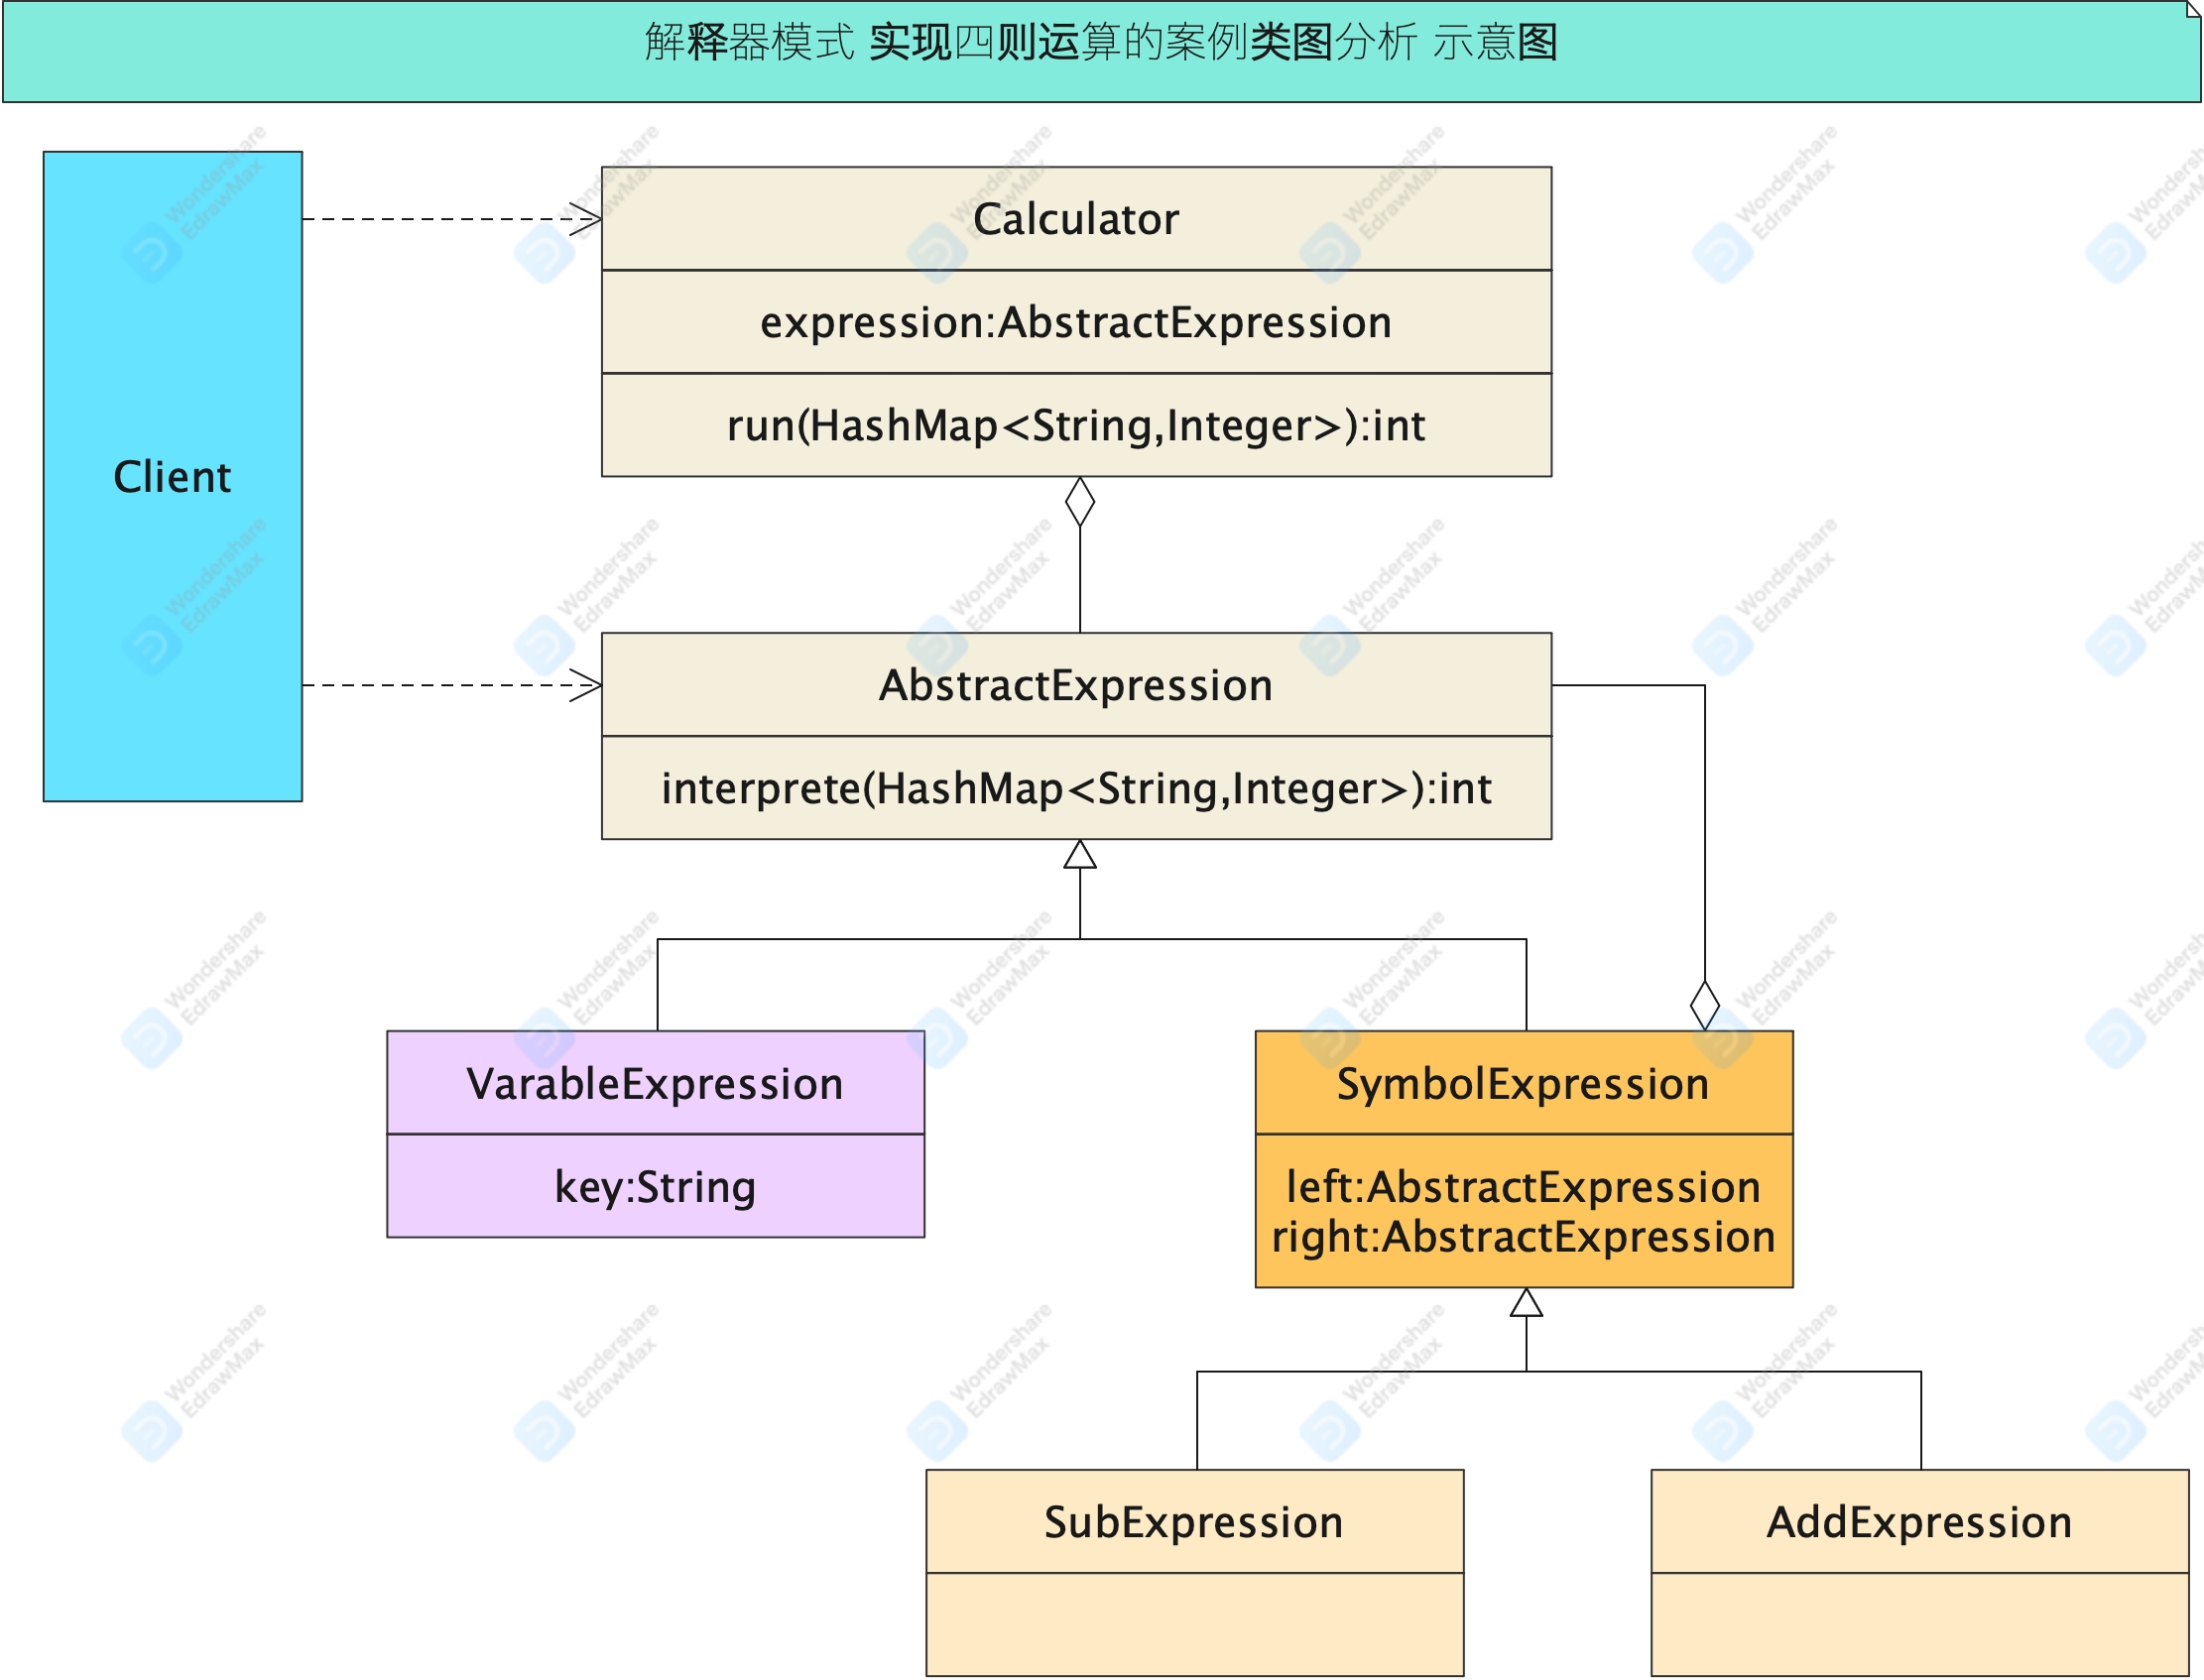 解释器模式 实现四则运算的案例类图分析 示意图
Client
Calculator
expression:AbstractExpression
run(HashMap<String,Integer>):int
AbstractExpression
interprete(HashMap<String,Integer>):int
VarableExpression
key:String
SymbolExpression
left:AbstractExpression
right:AbstractExpression
SubExpression
AddExpression
Wondershare
EdrawMax